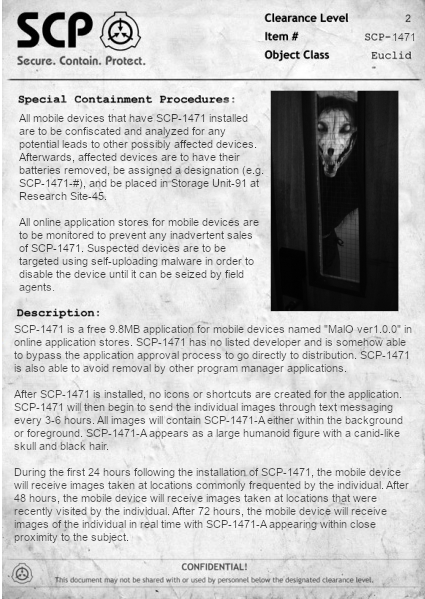 SCP
Secure. Contain. Protect.
Clearance Level 2
Item # SCP-1471
Object Class Euclid
Special Containment Procedures:
All mobile devices that have SCP-1471 installed
are to be confiscated and analyzed for any
potential leads to other possibly affected devices.
Afterwards, affected devices are to have their
batteries removed, be assigned a designation (e.g.
SCP-1471-#), and be placed in Storage Unit-91 at
Research Site-45.
All online application stores for mobile devices are
to be monitored to prevent any inadvertent sales
of SCP-1471. Suspected devices are to be
targeted using self-uploading malware in order to
disable the device until it can be seized by field
agents.
Description:
SCP-1471 is a free 9.8MB application for mobile devices named "MalO ver1.0.0" in
online application stores. SCP-1471 has no listed developer and is somehow able
to bypass the application approval process to go directly to distribution. SCP-1471
is also able to avoid removal by other program manager applications.
After SCP-1471 is installed, no icons or shortcuts are created for the application.
SCP-1471 will then begin to send the individual images through text messaging
every 3-6 hours. All images will contain SCP-1471-A either within the background
or foreground. SCP-1471-A appears as a large humanoid figure with a canid-like
skull and black hair.
During the first 24 hours following the installation of SCP-1471, the mobile device
will receive images taken at locations commonly frequented by the individual. After
48 hours, the mobile device will receive images taken at locations that were
recently visited by the individual. After 72 hours, the mobile device will receive
images of the individual in real time with SCP-1471-A appearing within close
proximity to the subject.
CONFIDENTIAL!
This document may not be shared with or used by personnel below the designated clearance level.